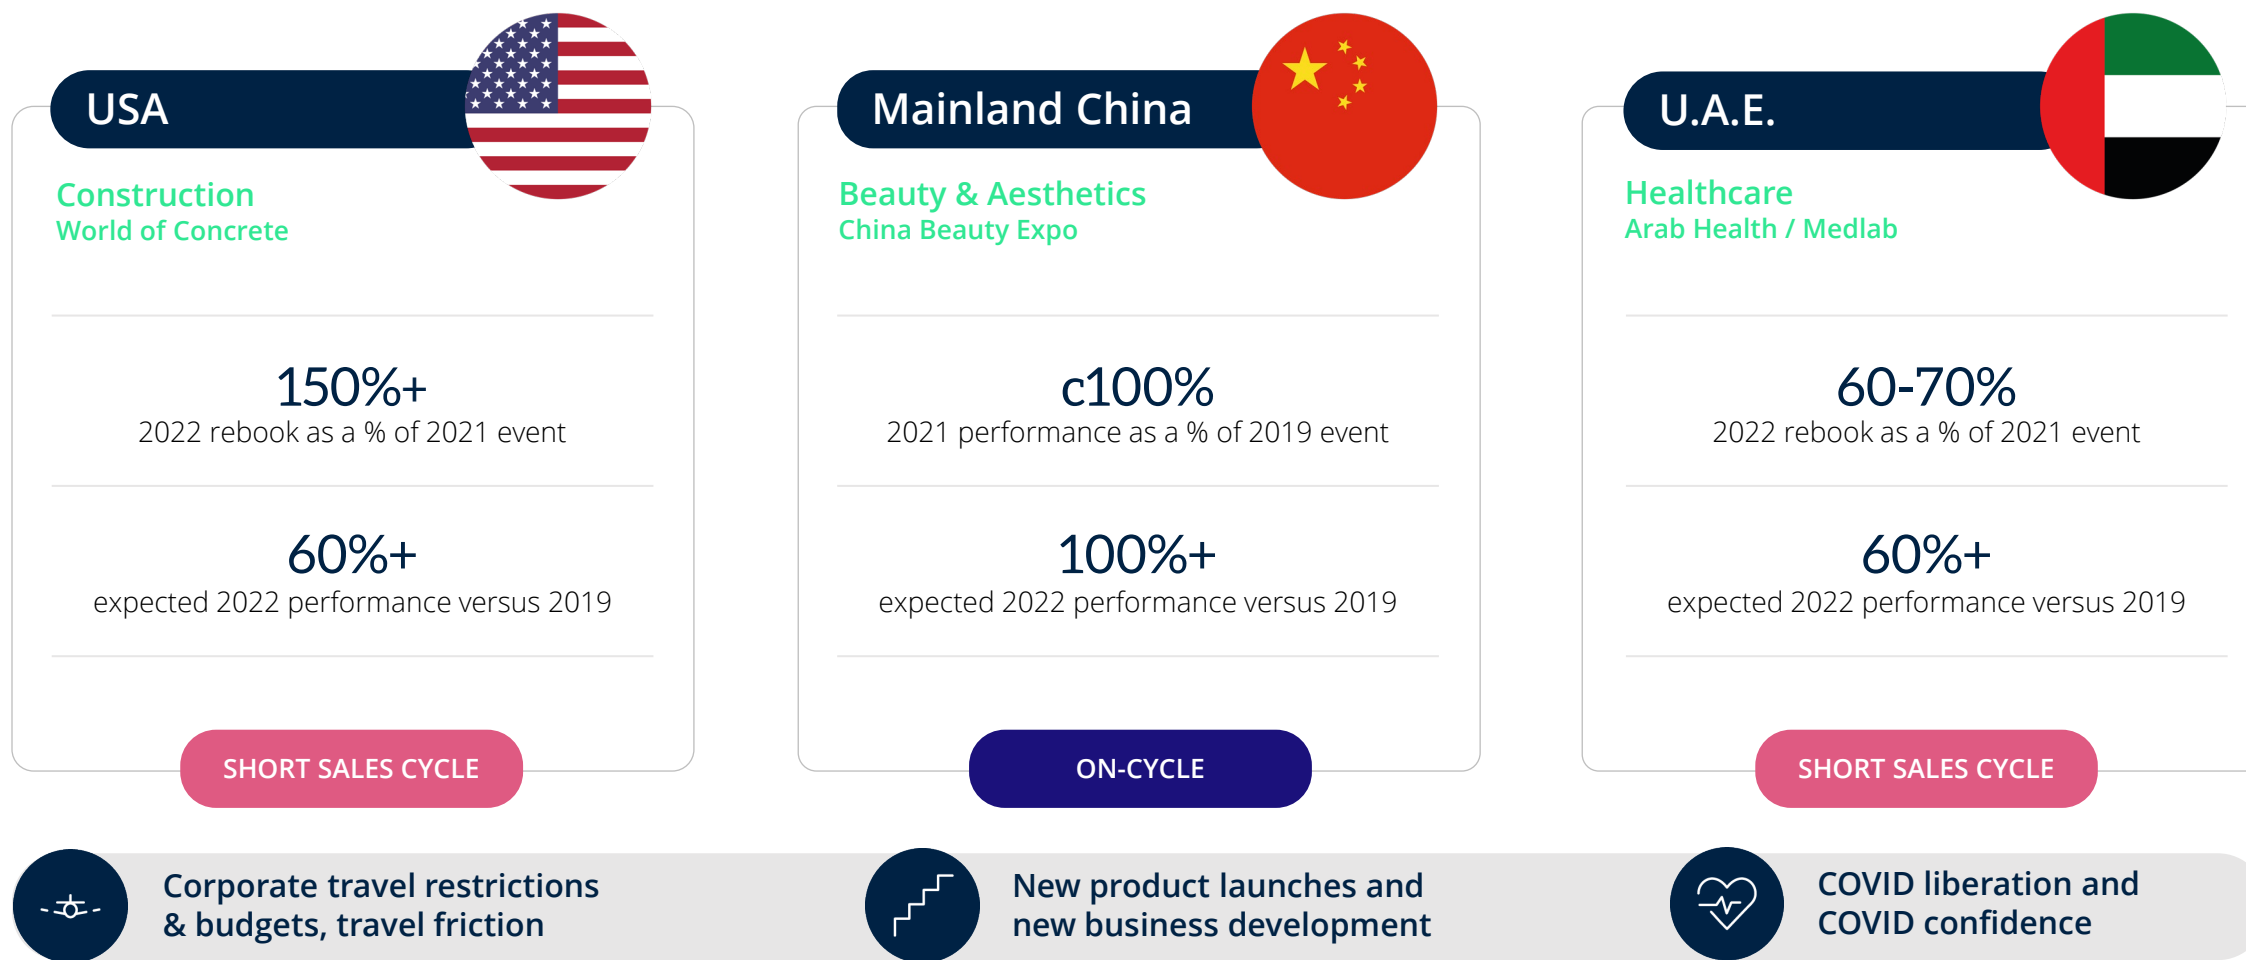 USA
Construction
World of Concrete
150%+
2022 rebook as a % of 2021 event
60%+
expected 2022 performance versus 2019
SHORT SALES CYCLE
Mainland China
Beauty & Aesthetics
China Beauty Expo
c100%
2021 performance as a % of 2019 event
100%+
expected 2022 performance versus 2019
ON-CYCLE
U.A.E.
Healthcare
Arab Health / Medlab
60-70%
2022 rebook as a % of 2021 event
60%+
expected 2022 performance versus 2019
SHORT SALES CYCLE
Corporate travel restrictions
& budgets, travel friction
New product launches and
new business development
COVID liberation and
COVID confidence